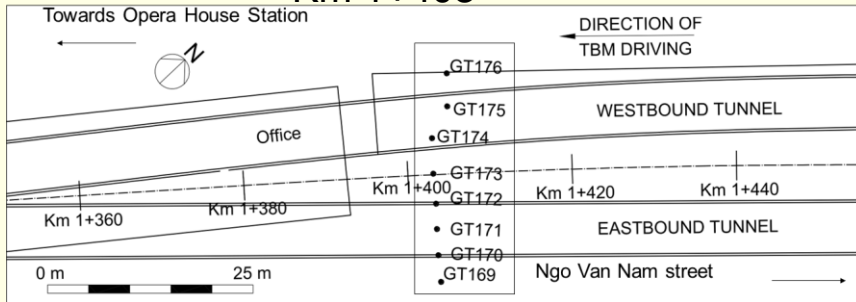 Towards Opera House Station
DIRECTION OF
TBM DRIVING
N
GT176
GT175
WESTBOUND TUNNEL
Office
GT174
GT173
Km 1+400
Km 1+420
Km 1+440
Km 1+380
Km 1+360
GT172
GT171
EASTBOUND TUNNEL
GT170
0 m
25 m
GT169
Ngo Van Nam street